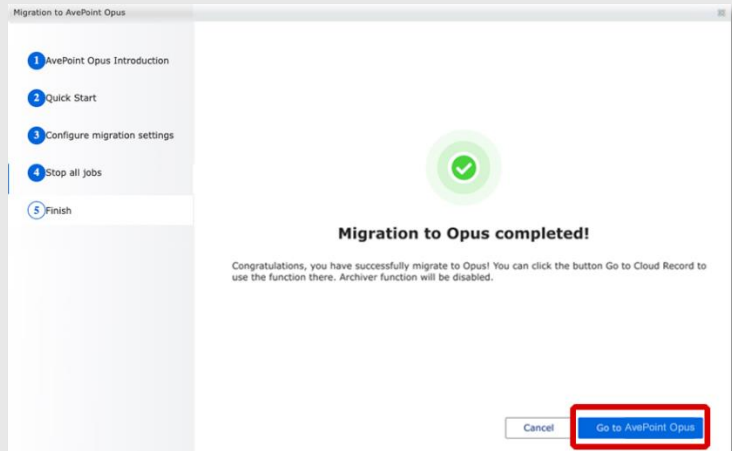 Migration to AvePoint Opus
1 AvePoint Opus Introduction
2 Quick Start
3 Configure migration settings
4 Stop all jobs
5 Finish
Migration to Opus completed!
Congratulations, you have successfully migrate to Opus! You can click the button Go to Cloud Record to
use the function there. Archiver function will be disabled.
Cancel
Go to AvePoint Opus